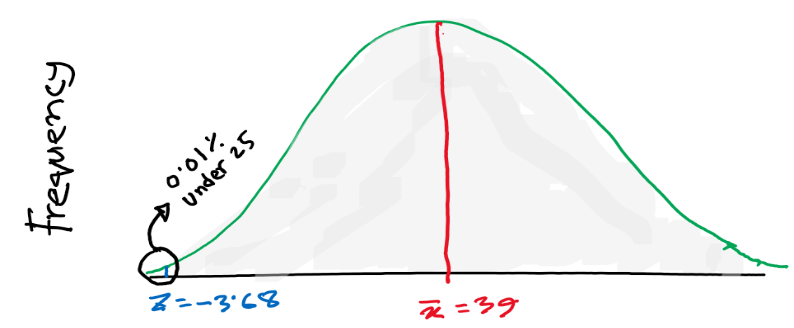 Frequency
0.01%
under 25
z=-3.68
x̄ =39